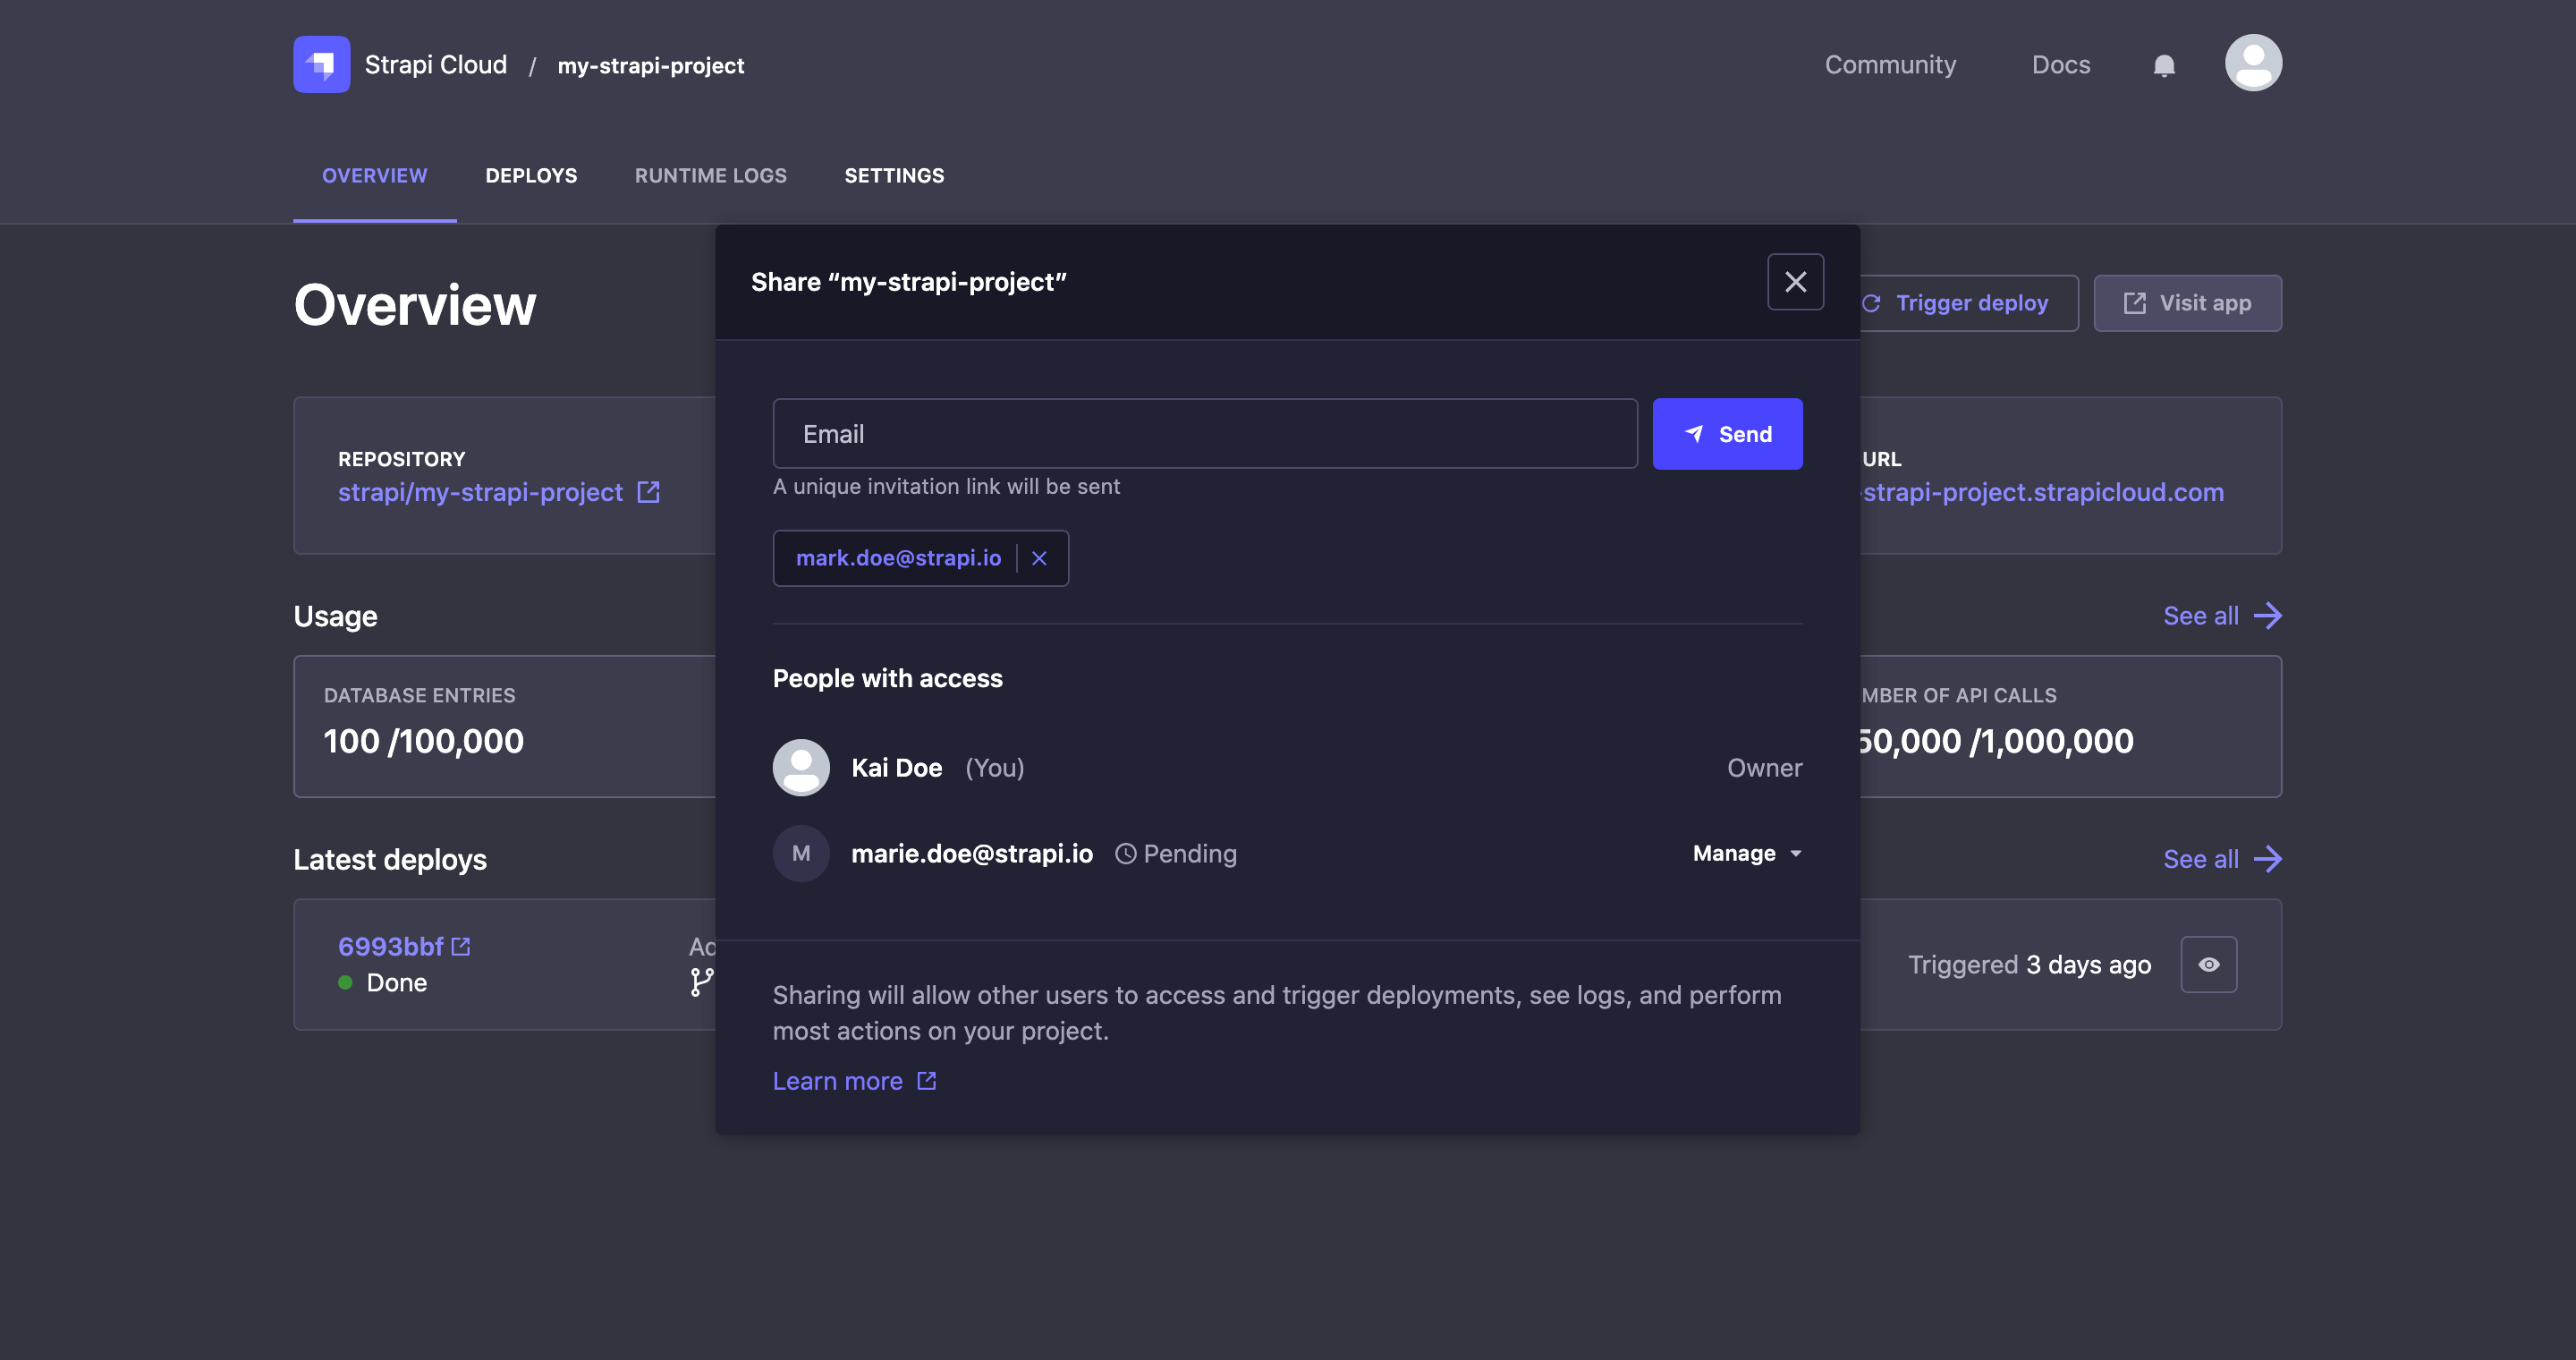 Strapi Cloud / my-strapi-project
Community
Docs
OVERVIEW
DEPLOYS
RUNTIME LOGS
SETTINGS
Overview
Trigger deploy
Visit app
REPOSITORY
strapi/my-strapi-project
URL
-strapi-project.strapicloud.com
Usage
See all
DATABASE ENTRIES
100 /100,000
MBER OF API CALLS
50,000 /1,000,000
Latest deploys
See all
6993bbf
Done
Ad
Triggered 3 days ago
Share “my-strapi-project”
Email
Send
A unique invitation link will be sent
mark.doe@strapi.io
People with access
Kai Doe (You)
Owner
M
marie.doe@strapi.io Pending
Manage
Sharing will allow other users to access and trigger deployments, see logs, and perform
most actions on your project.
Learn more